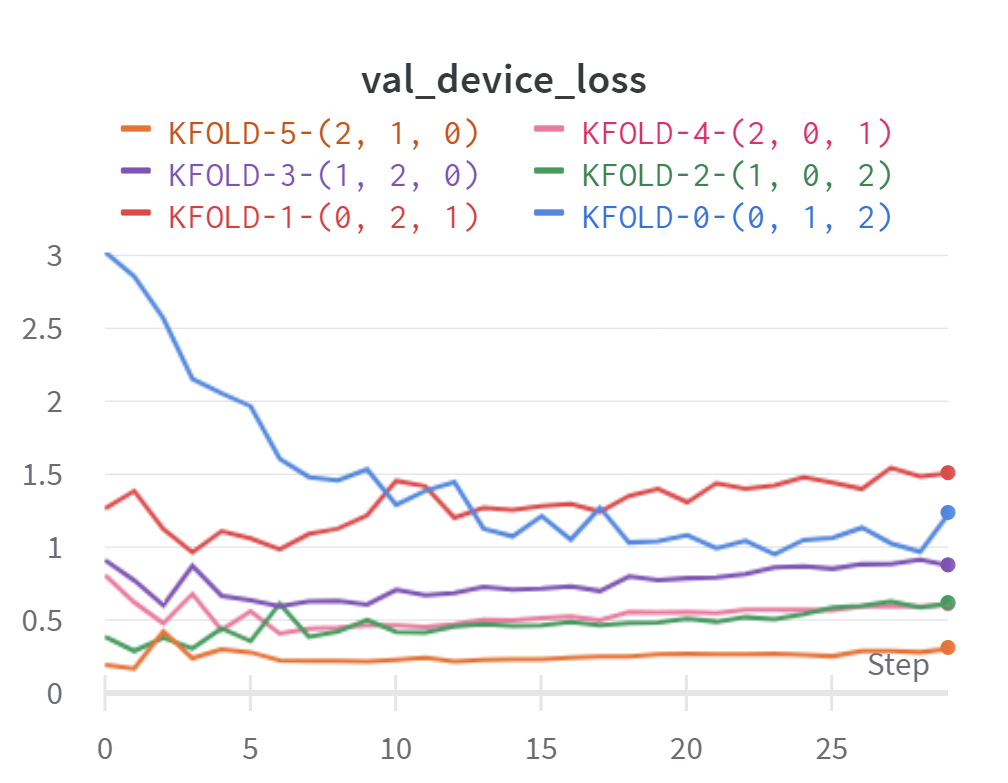 val_device_loss
KFOLD-5-(2, 1, 0) KFOLD-4-(2, 0, 1)
KFOLD-3-(1, 2, 0) KFOLD-2-(1, 0, 2)
KFOLD-1-(0, 2, 1) KFOLD-0-(0, 1, 2)
3
2.5
2
1.5
1
0.5
Step
0
0 5 10 15 20 25